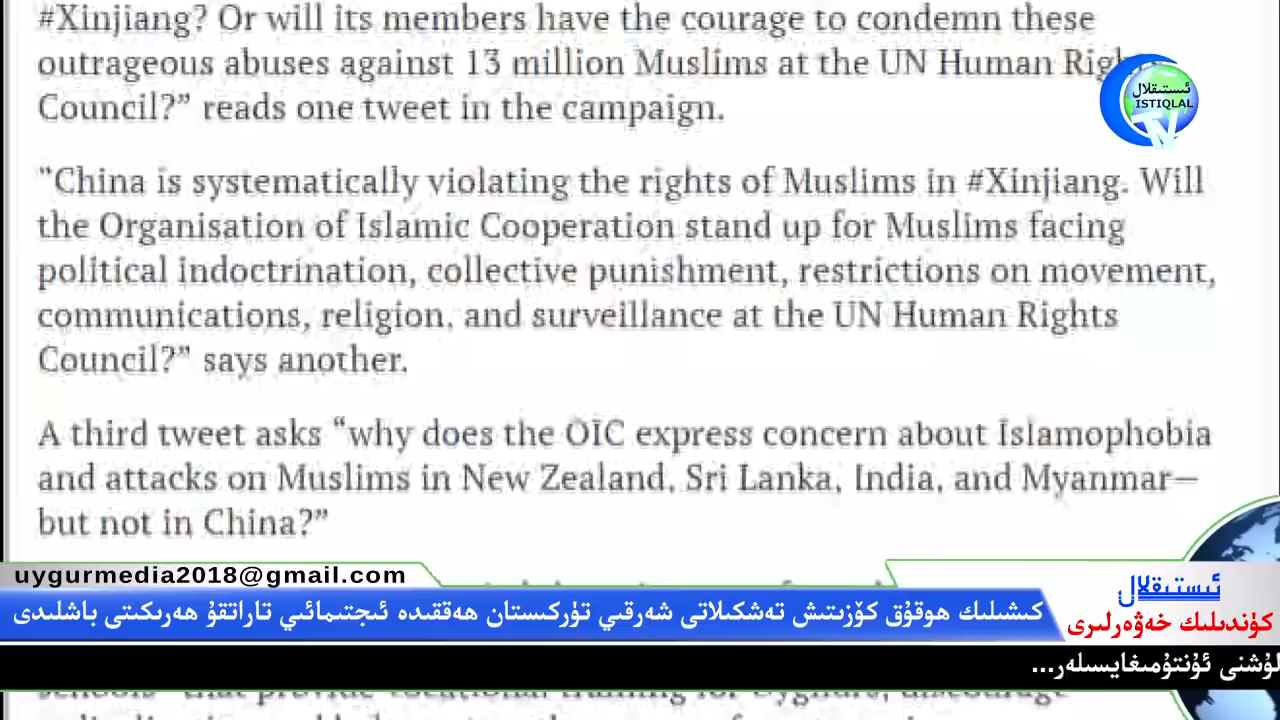 #Xinjiang? Or will its members have the courage to condemn these
outrageous abuses against 13 million Muslims at the UN Human Rights
Council?” reads one tweet in the campaign.
“China is systematically violating the rights of Muslims in #Xinjiang. Will
the Organisation of Islamic Cooperation stand up for Muslims facing
political indoctrination, collective punishment, restrictions on movement,
communications, religion, and surveillance at the UN Human Rights
Council?” says another.
A third tweet asks “why does the OIC express concern about Islamophobia
and attacks on Muslims in New Zealand, Sri Lanka, India, and Myanmar—
but not in China?”
ئىستىقلال
ISTIQLAL
TV
uygurmedia2018@gmail.com
كىشىلىك هوقۇق كۆزىتىش تەشكىلاتى شەرقىي تۈركىستان هەققىدە ئىجتىمائىي تاراتقۇ هەرىكىتى باشلىدى
ئىستىقلال
كۈندىلىك خەۋەرلىرى
لۇشنى ئۇنتۇمىغايسىلەر...